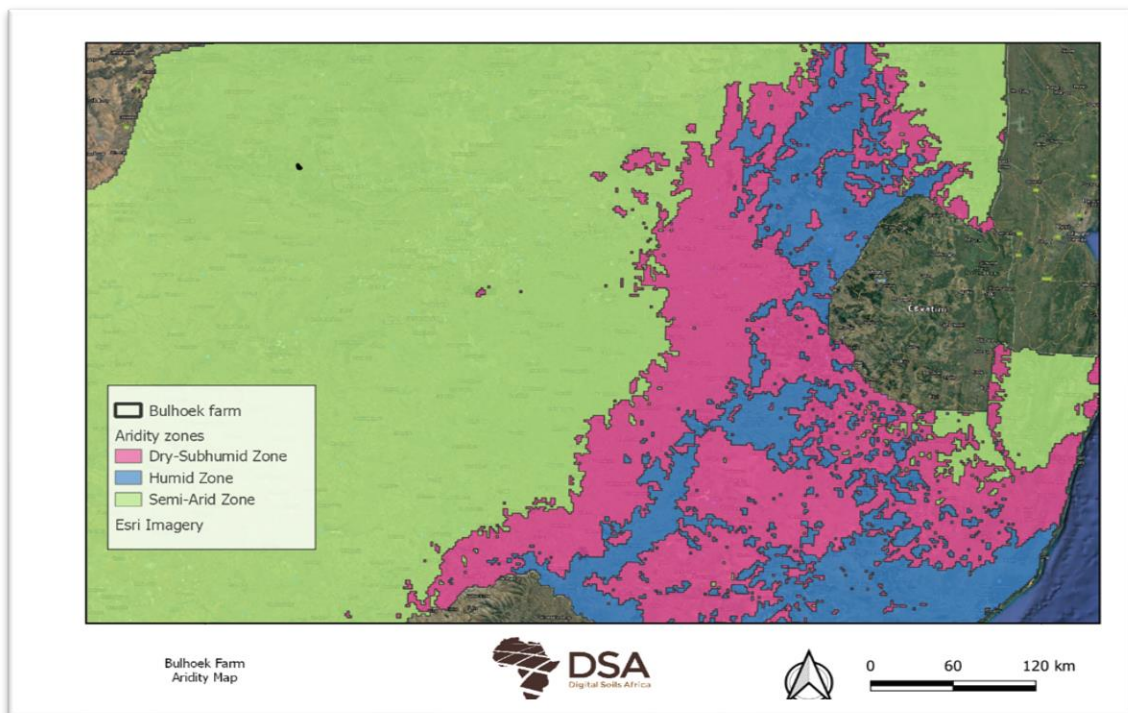 Bulhoek farm
Aridity zones
Dry-Subhumid Zone
Humid Zone
Semi-Arid Zone
Esri Imagery
Bulhoek Farm
Aridity Map
DSA
Digital Soils Africa
0 60 120 km